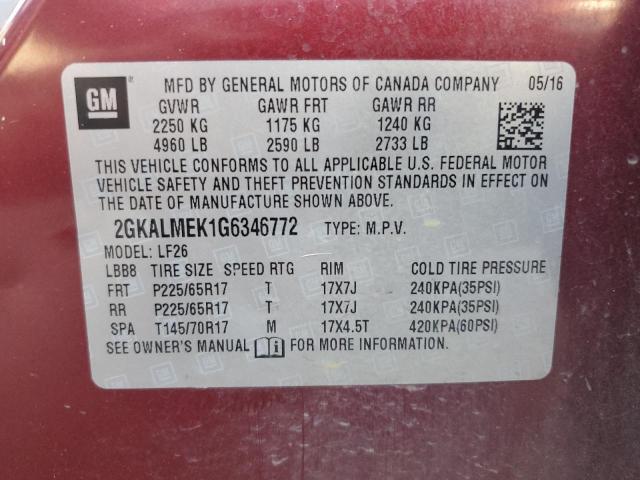 GM
MFD BY GENERAL MOTORS OF CANADA COMPANY 05/16
GVWR GAWR FRT GAWR RR
2250 KG 1175 KG 1240 KG
4960 LB 2590 LB 2733 LB
THIS VEHICLE CONFORMS TO ALL APPLICABLE U.S. FEDERAL MOTOR
VEHICLE SAFETY AND THEFT PREVENTION STANDARDS IN EFFECT ON
THE DATE OF MANUFACTURE SHOWN ABOVE.
2GKALMEK1G6346772 TYPE: M.P.V.
MODEL: LF26
LBB8 TIRE SIZE SPEED RTG RIM COLD TIRE PRESSURE
FRT P225/65R17 T 17X7J 240KPA(35PSI)
RR P225/65R17 T 17X7J 240KPA(35PSI)
SPA T145/70R17 M 17X4.5T 420KPA(60PSI)
SEE OWNER'S MANUAL i FOR MORE INFORMATION.